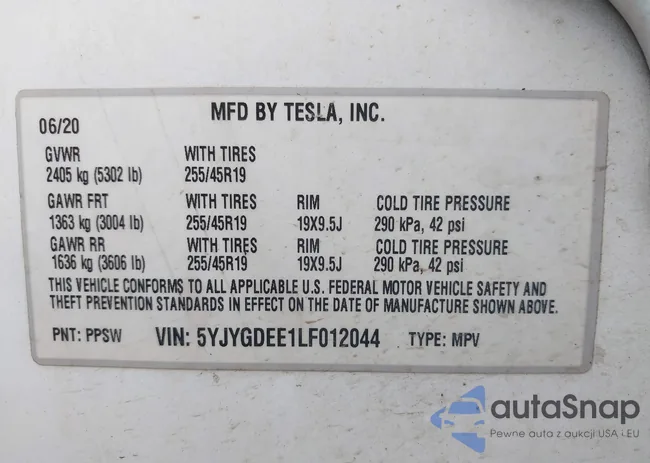 MFD BY TESLA, INC.
06/20
GVWR WITH TIRES
2405 kg (5302 lb) 255/45R19
GAWR FRT WITH TIRES RIM COLD TIRE PRESSURE
1363 kg (3004 lb) 255/45R19 19X9.5J 290 kPa, 42 psi
GAWR RR WITH TIRES RIM COLD TIRE PRESSURE
1636 kg (3606 lb) 255/45R19 19X9.5J 290 kPa, 42 psi
THIS VEHICLE CONFORMS TO ALL APPLICABLE U.S. FEDERAL MOTOR VEHICLE SAFETY AND
THEFT PREVENTION STANDARDS IN EFFECT ON THE DATE OF MANUFACTURE SHOWN ABOVE.
PNT: PPSW VIN: 5YJYGDEE1LF012044 TYPE: MPV
autaSnap
Pewne auta z aukcji USA i EU